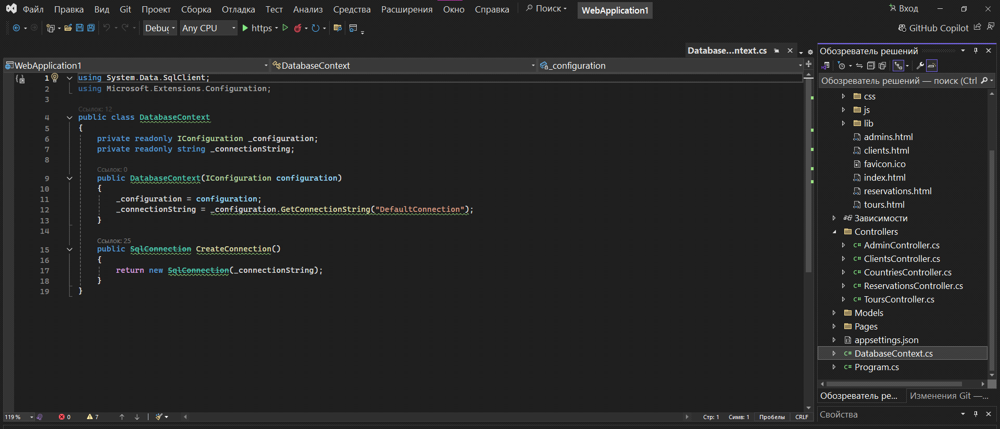 Файл Правка Вид Git Проект Сборка Отладка Тест Анализ Средства Расширения Окно Справка Поиск WebApplication1 Вход
Debug Any CPU https GitHub Copilot
Database...ntext.cs
WebApplication1 DatabaseContext _configuration
1 using System.Data.SqlClient;
2 using Microsoft.Extensions.Configuration;
3
Ссылок: 12
4 public class DatabaseContext
5 {
6 private readonly IConfiguration _configuration;
7 private readonly string _connectionString;
8
Ссылок: 0
9 public DatabaseContext(IConfiguration configuration)
10 {
11 _configuration = configuration;
12 _connectionString = _configuration.GetConnectionString("DefaultConnection");
13 }
14
Ссылок: 25
15 public SqlConnection CreateConnection()
16 {
17 return new SqlConnection(_connectionString);
18 }
19 }
119 % 0 7 Стр: 1 Симв: 1 Пробелы CRLF
Обозреватель решений
Обозреватель решений — поиск (Ctrl
css
js
lib
admins.html
clients.html
favicon.ico
index.html
reservations.html
tours.html
Зависимости
Controllers
C# AdminController.cs
C# ClientsController.cs
C# CountriesController.cs
C# ReservationsController.cs
C# ToursController.cs
Models
Pages
appsettings.json
C# DatabaseContext.cs
C# Program.cs
Обозреватель ре... Изменения Git —...
Свойства